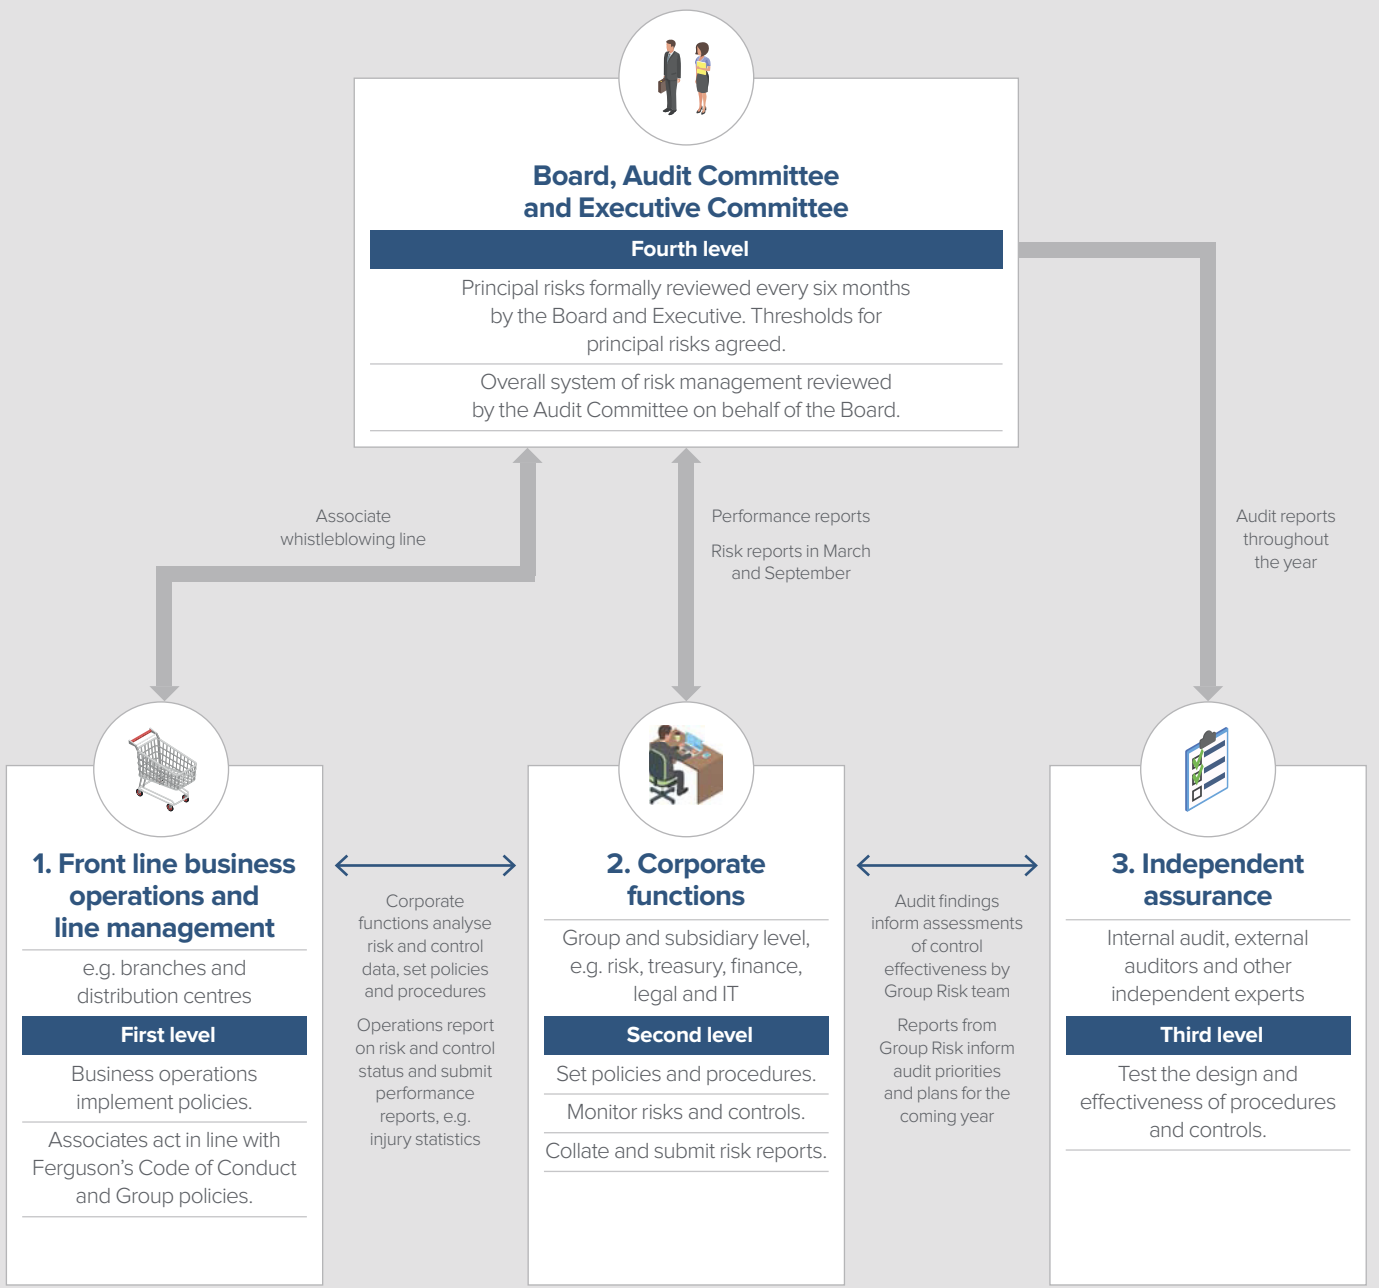 Board, Audit Committee
and Executive Committee
Fourth level
Principal risks formally reviewed every six months
by the Board and Executive. Thresholds for
principal risks agreed.
Overall system of risk management reviewed
by the Audit Committee on behalf of the Board.
Associate
whistleblowing line
Performance reports
Risk reports in March
and September
Audit reports
throughout
the year
1. Front line business
operations and
line management
e.g. branches and
distribution centres
First level
Business operations
implement policies.
Associates act in line with
Ferguson’s Code of Conduct
and Group policies.
Corporate
functions analyse
risk and control
data, set policies
and procedures
Operations report
on risk and control
status and submit
performance
reports, e.g.
injury statistics
2. Corporate
functions
Group and subsidiary level,
e.g. risk, treasury, finance,
legal and IT
Second level
Set policies and procedures.
Monitor risks and controls.
Collate and submit risk reports.
Audit findings
inform assessments
of control
effectiveness by
Group Risk team
Reports from
Group Risk inform
audit priorities
and plans for the
coming year
3. Independent
assurance
Internal audit, external
auditors and other
independent experts
Third level
Test the design and
effectiveness of procedures
and controls.